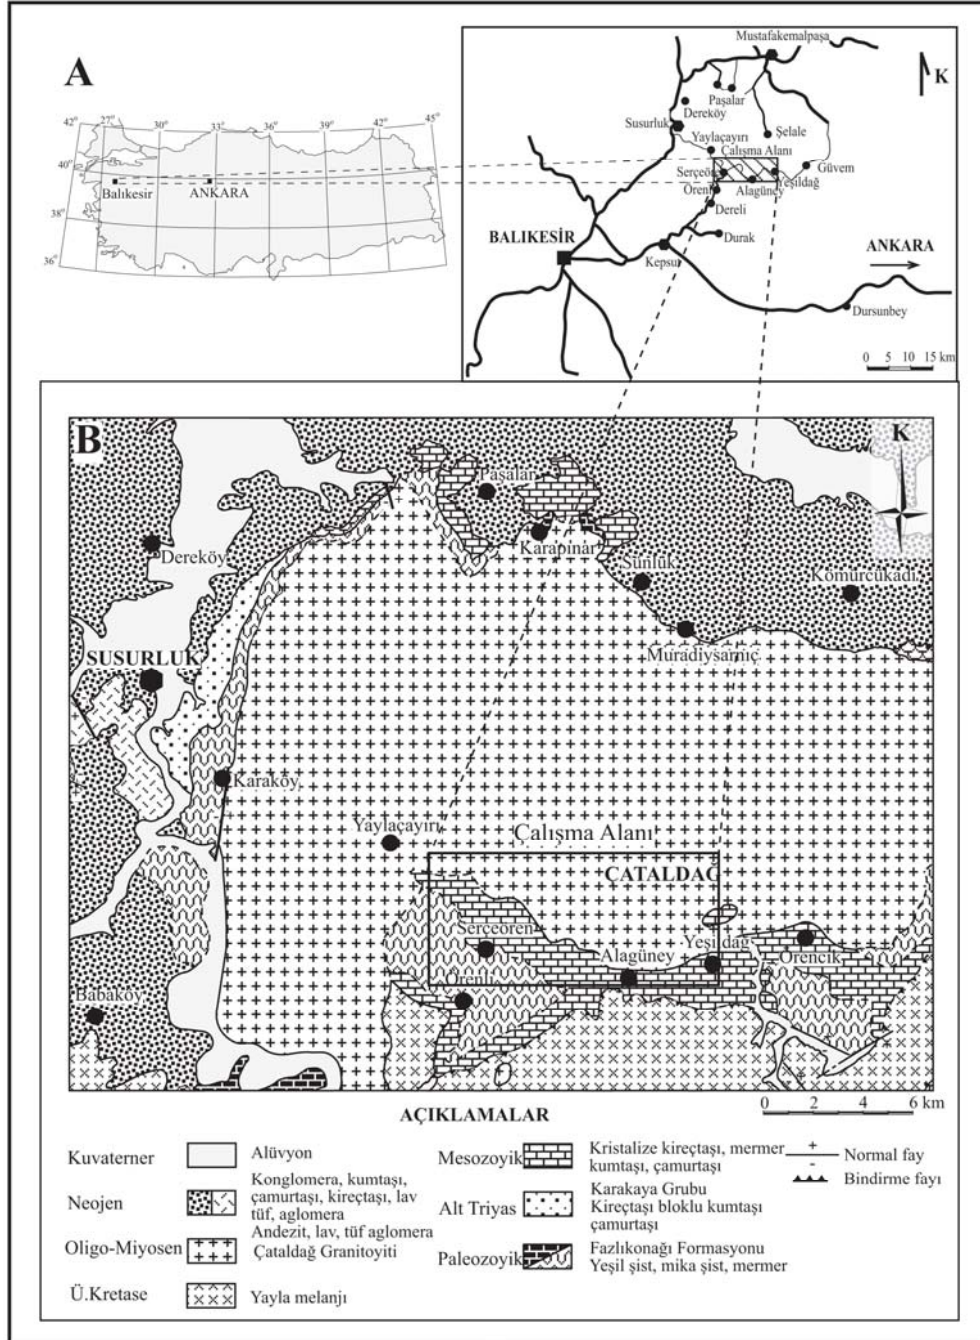 A
42°
27°
30°
33°
36°
39°
42°
45°
40°
38°
36°
Balıkesir
ANKARA
Mustafakemalpaşa
K
Paşalar
Dereköy
Susurluk
Şelale
Yaylaçayırı
Çalışma Alanı
Güvem
Serçeören
Yeşildağ
Alagüney
Örenli
Dereli
Durak
BALIKESİR
Kepsut
ANKARA
Dursunbey
0 5 10 15 km
B
K
Paşalar
Dereköy
Karapınar
Sünlük
Kömürcükadı
SUSURLUK
Muradiysarnıç
Karaköy
Yaylaçayırı
Çalışma Alanı
ÇATALDAĞ
Serçeören
Alagüney
Yeşildağ
Örencik
Örenli
Babaköy
0 2 4 6 km
AÇIKLAMALAR
Kuvaterner
Alüvyon
Neojen
Konglomera, kumtaşı,
çamurtaşı, kireçtaşı, lav
tüf, aglomera
Oligo-Miyosen
Andezit, lav, tüf aglomera
Çataldağ Granitoyiti
Ü.Kretase
Yayla melanjı
Mesozoyik
Kristalize kireçtaşı, mermer
kumtaşı, çamurtaşı
Alt Triyas
Karakaya Grubu
Kireçtaşı bloklu kumtaşı
çamurtaşı
Paleozoyik
Fazlıkonağı Formasyonu
Yeşil şist, mika şist, mermer
+
-
Normal fay
Bindirme fayı